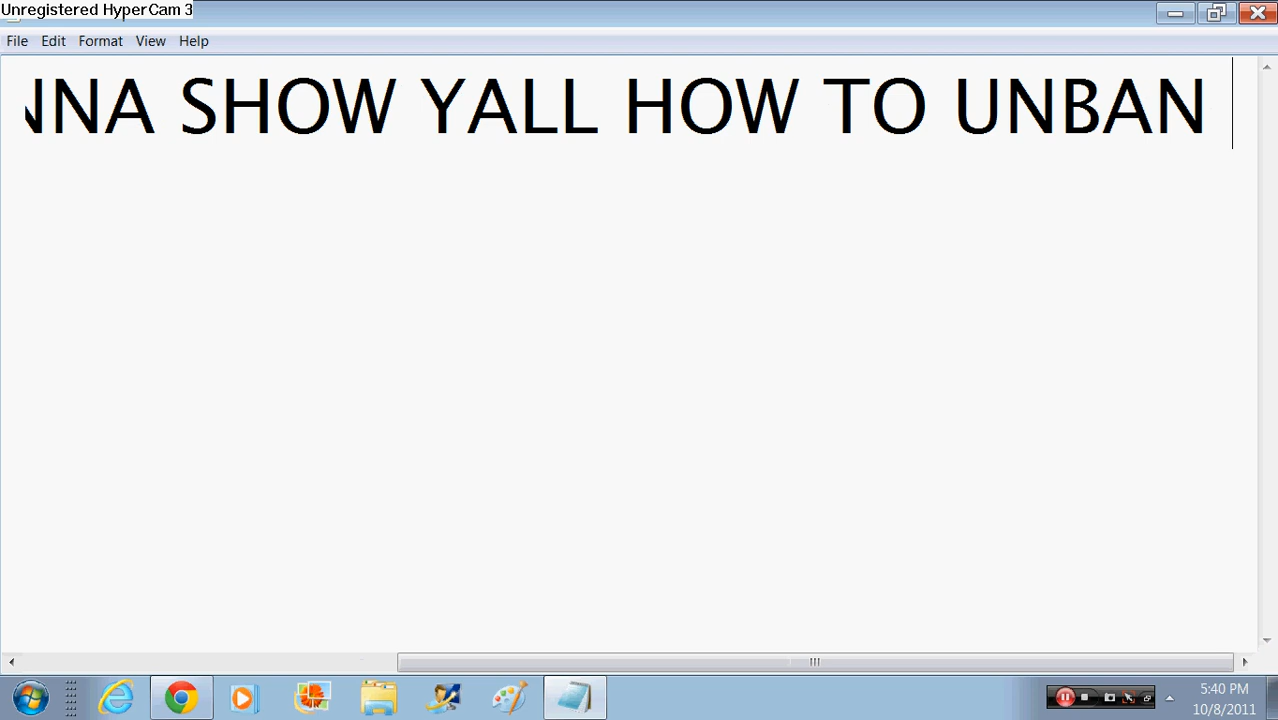 Unregistered HyperCam 3
File Edit Format View Help
NNA SHOW YALL HOW TO UNBAN
5:40 PM
10/8/2011